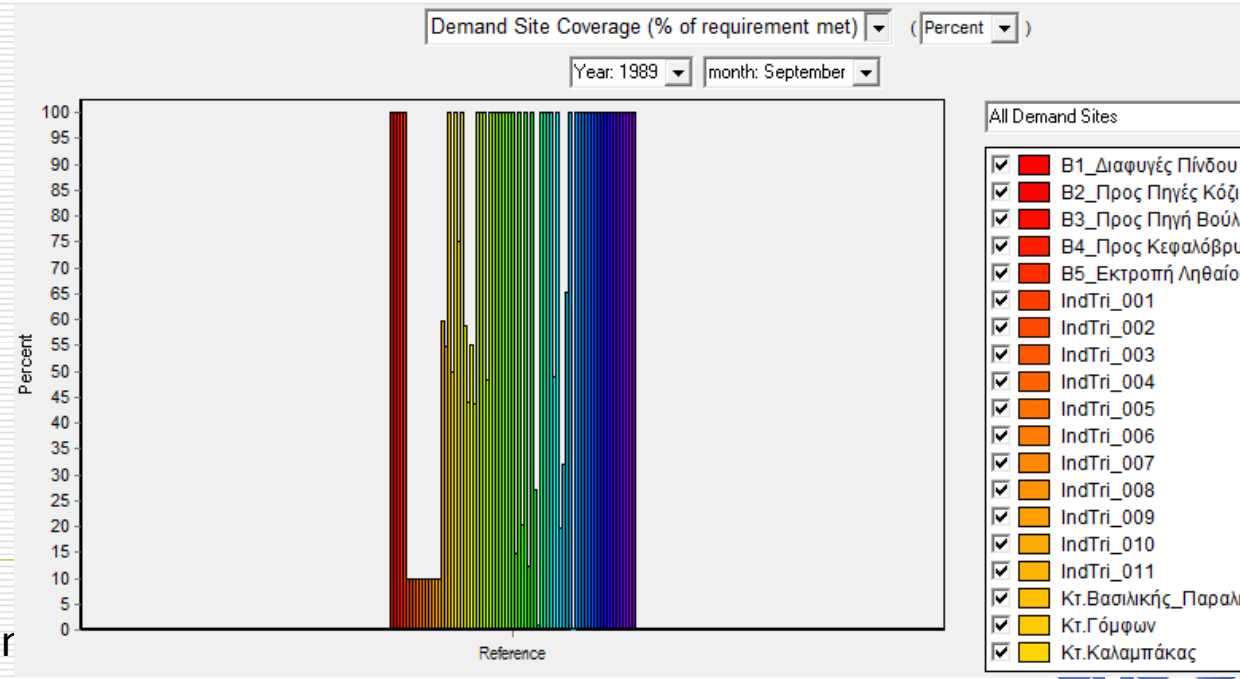 Demand Site Coverage (% of requirement met) ( Percent )
Year: 1989 month: September
100
95
90
85
80
75
70
65
60
55
50
45
40
35
30
25
20
15
10
5
0
Percent
Reference
All Demand Sites
B1_Διαφυγές Πίνδου
B2_Προς Πηγές Κόζι
B3_Προς Πηγή Βούλ
B4_Προς Κεφαλόβρυ
B5_Εκτροπή Ληθαίο
IndTri_001
IndTri_002
IndTri_003
IndTri_004
IndTri_005
IndTri_006
IndTri_007
IndTri_008
IndTri_009
IndTri_010
IndTri_011
Κτ.Βασιλικής_Παραλ
Κτ.Γόμφων
Κτ.Καλαμπάκας